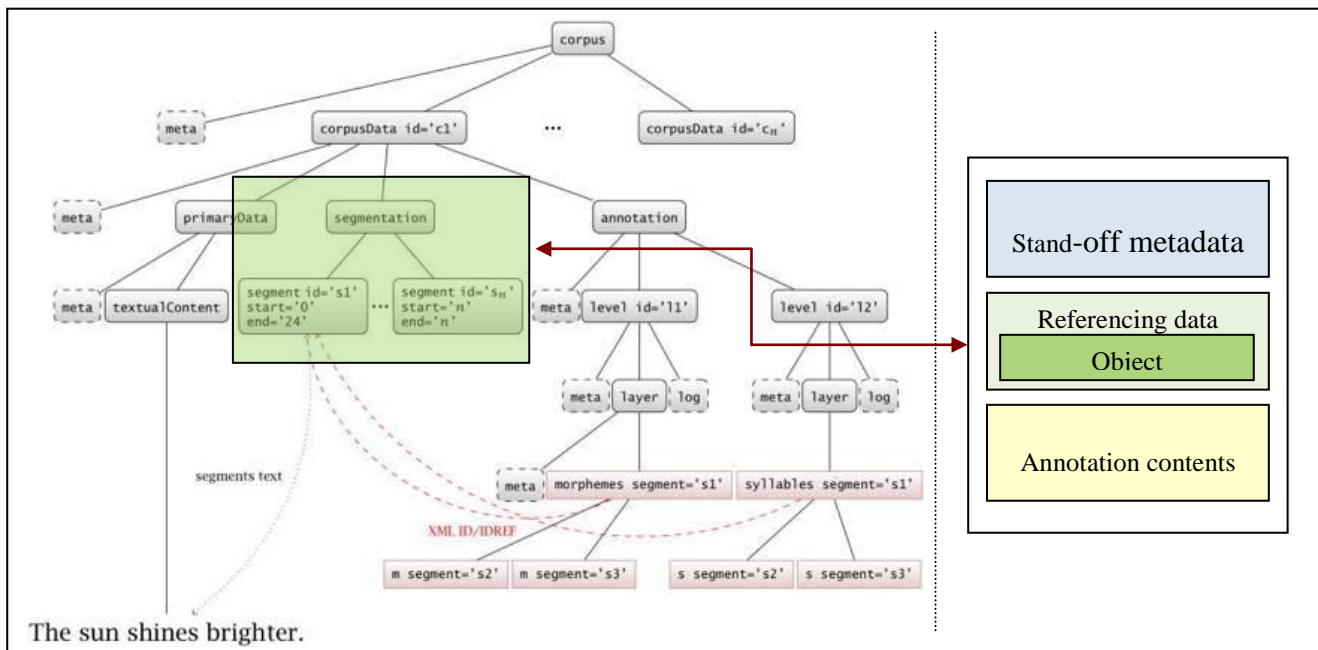 corpus
meta
corpusData id='c1'
...
corpusData id='cn'
meta
primaryData
segmentation
annotation
meta
textualContent
segment id='s1'
start='0'
end='24'
...
segment id='sn'
start='n'
end='n'
meta
level id='l1'
level id='l2'
meta
layer
log
meta
layer
log
segments text
meta
morphemes segment='s1'
syllables segment='s1'
XML ID/IDREF
m segment='s2'
m segment='s3'
s segment='s2'
s segment='s3'
The sun shines brighter.
Stand-off metadata
Referencing data
Object
Annotation contents